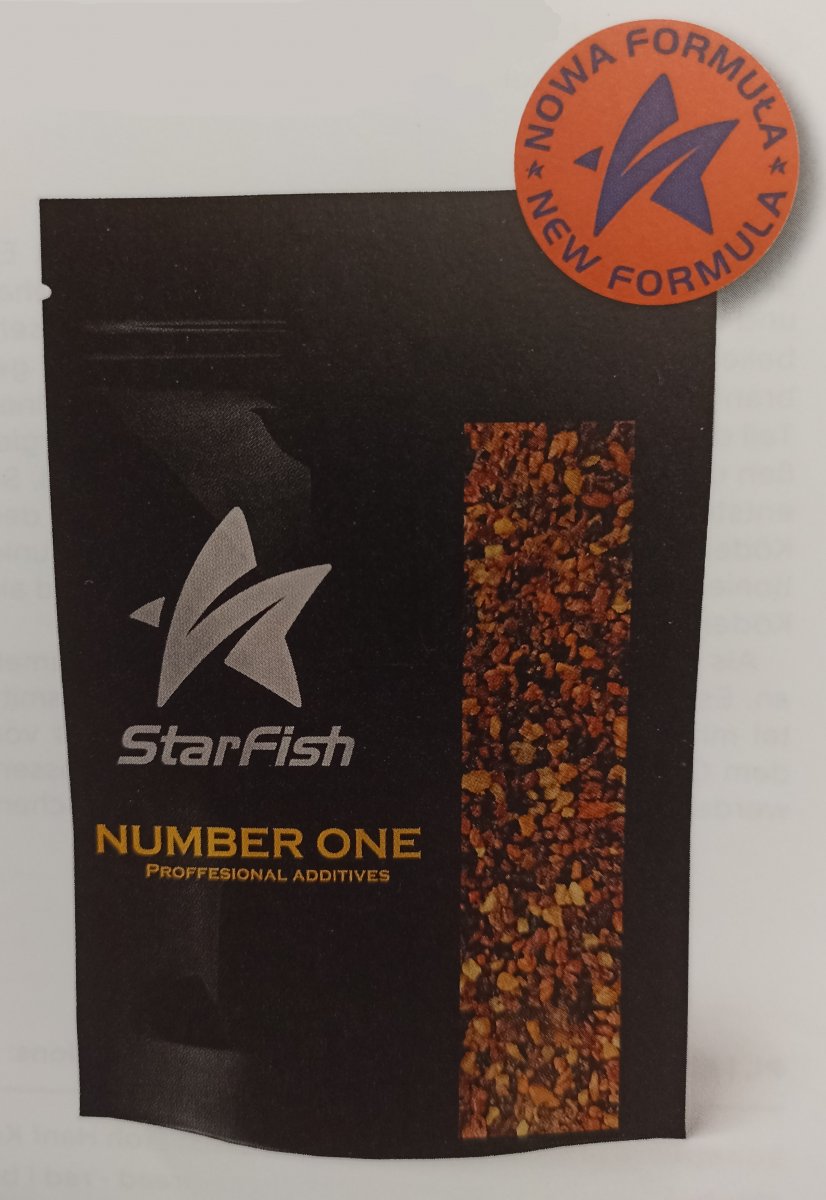 NOWA FORMUŁA
NEW FORMULA
StarFish
NUMBER ONE
PROFFESIONAL ADDITIVES